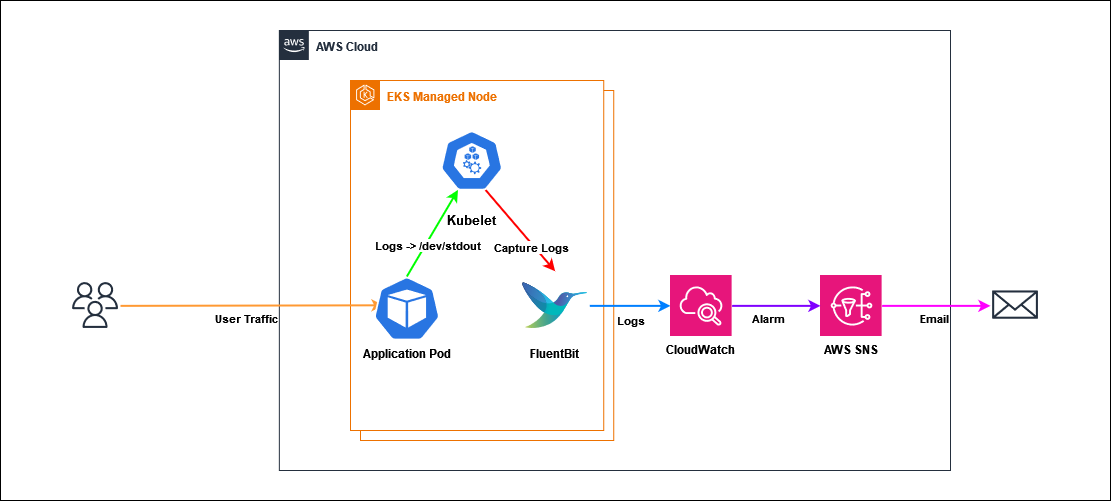 aws
AWS Cloud
EKS Managed Node
Kubelet
Logs -> /dev/stdout
Capture Logs
User Traffic
Application Pod
FluentBit
Logs
CloudWatch
Alarm
AWS SNS
Email